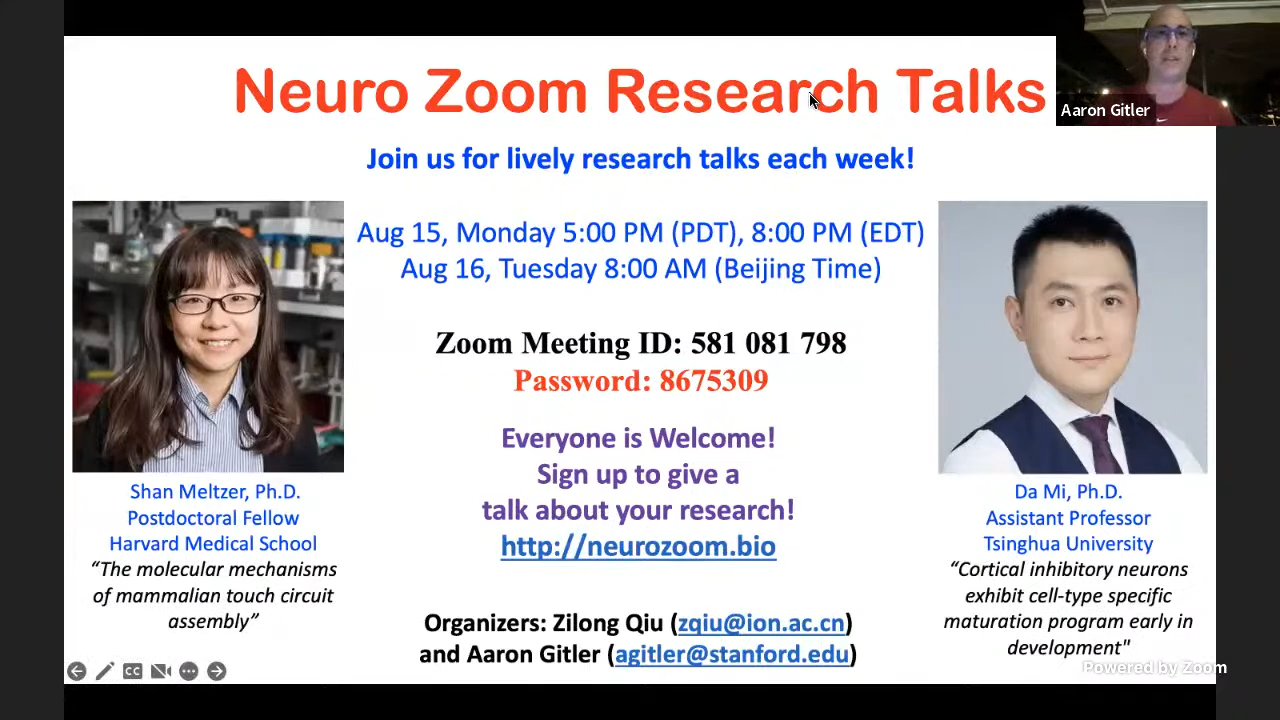 Neuro Zoom Research Talks
Aaron Gitler
Join us for lively research talks each week!
Aug 15, Monday 5:00 PM (PDT), 8:00 PM (EDT)
Aug 16, Tuesday 8:00 AM (Beijing Time)
Zoom Meeting ID: 581 081 798
Password: 8675309
Everyone is Welcome!
Sign up to give a
talk about your research!
http://neurozoom.bio
Shan Meltzer, Ph.D.
Postdoctoral Fellow
Harvard Medical School
“The molecular mechanisms
of mammalian touch circuit
assembly”
Da Mi, Ph.D.
Assistant Professor
Tsinghua University
“Cortical inhibitory neurons
exhibit cell-type specific
maturation program early in
development"
Organizers: Zilong Qiu (zqiu@ion.ac.cn)
and Aaron Gitler (agitler@stanford.edu)
CC
Powered by Zoom